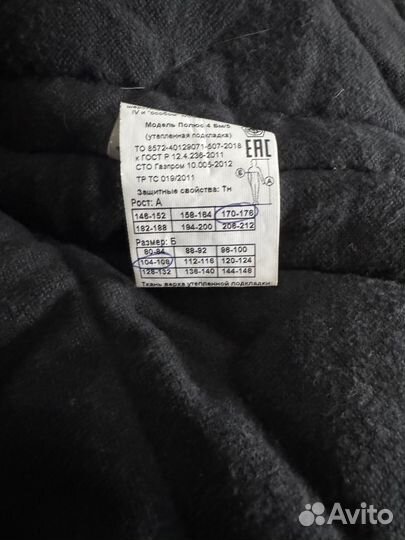 IV и "особом"
Модель Полюс 4 Бм/5
(утепленная подкладка)
ТО 8572-40129071-507-2018
к ГОСТ Р 12.4.236-2011
СТО Газпром 10.005-2012
ТР ТС 019/2011
EAC
Защитные свойства: Тн
Рост: А
146-152 158-164 170-176
182-188 194-200 206-212
Размер: Б
80-84 88-92 96-100
104-108 112-116 120-124
128-132 136-140 144-148
Ткань верха утепленной подкладки:
Б
А
Avito